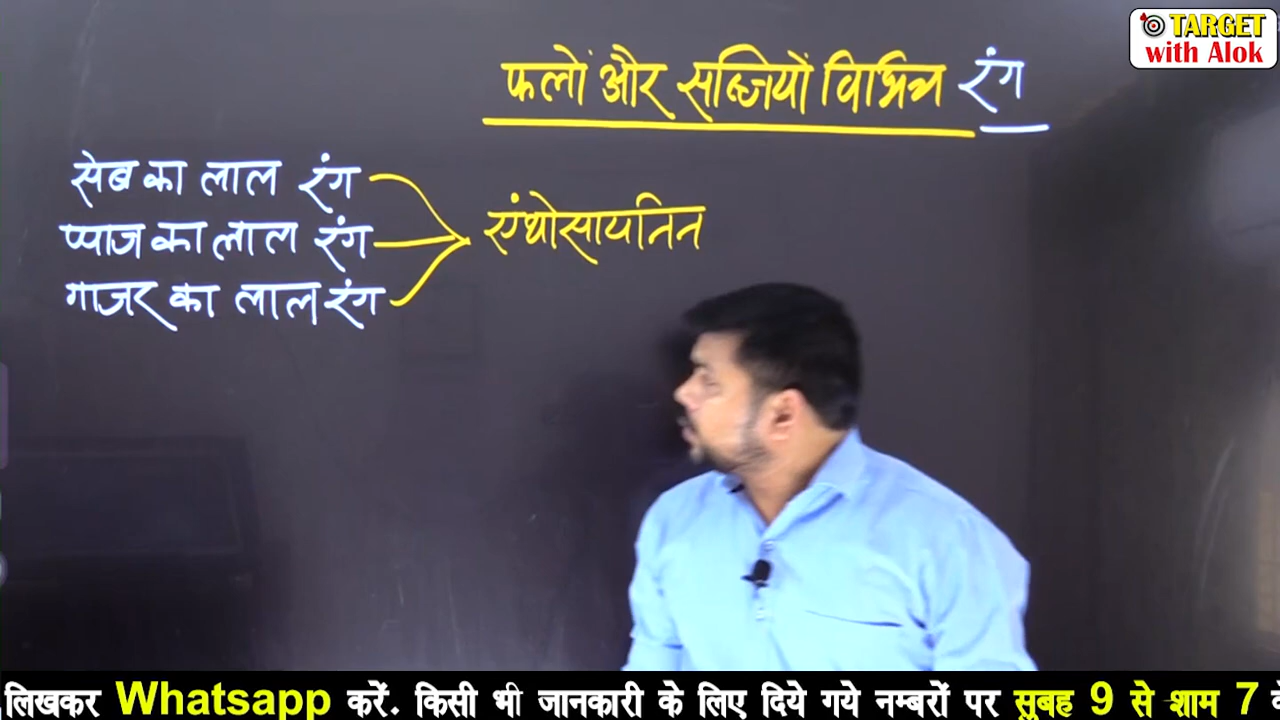 TARGET
with Alok
फलों और सब्जियों विभिन्न रंग
सेब का लाल रंग
प्याज का लाल रंग
गाजर का लाल रंग
एंथोसायनिन
लिखकर Whatsapp करें. किसी भी जानकारी के लिए दिये गये नम्बरों पर सुबह 9 से शाम 7